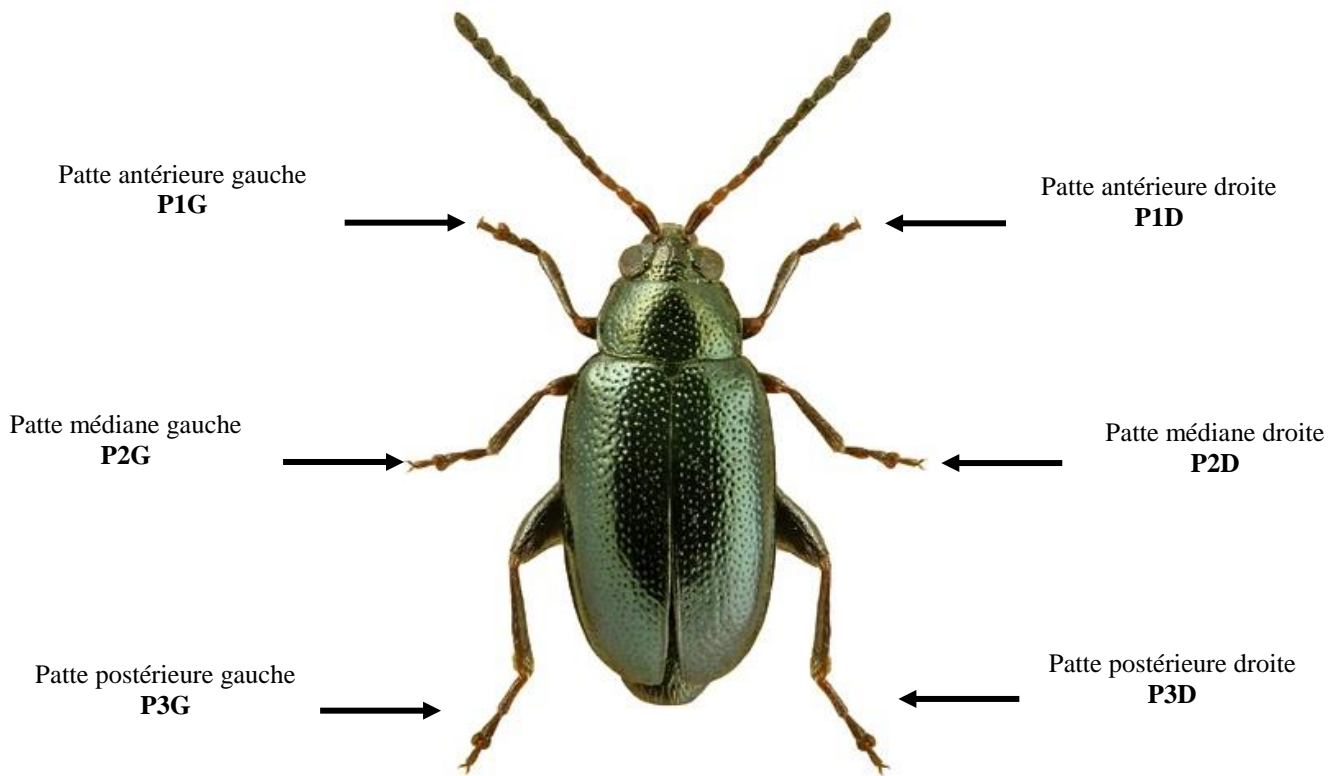 Patte antérieure gauche
P1G
Patte antérieure droite
P1D
Patte médiane gauche
P2G
Patte médiane droite
P2D
Patte postérieure gauche
P3G
Patte postérieure droite
P3D